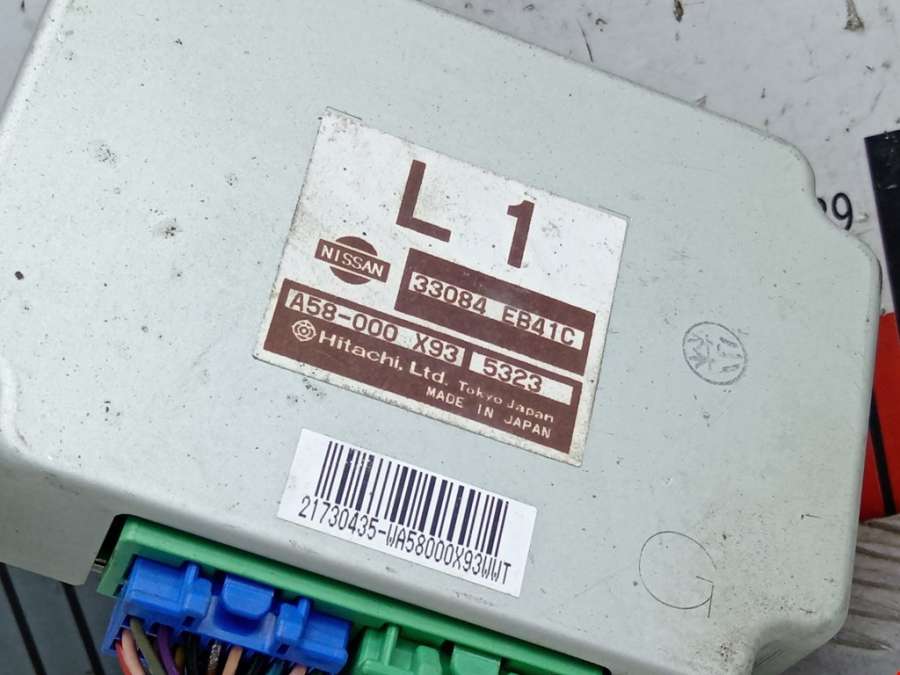 L 1
NISSAN
33084 EB41C
A58-000 X93 5323
Hitachi, Ltd. Tokyo Japan
MADE IN JAPAN
21730435-WA58000X93WWT
G